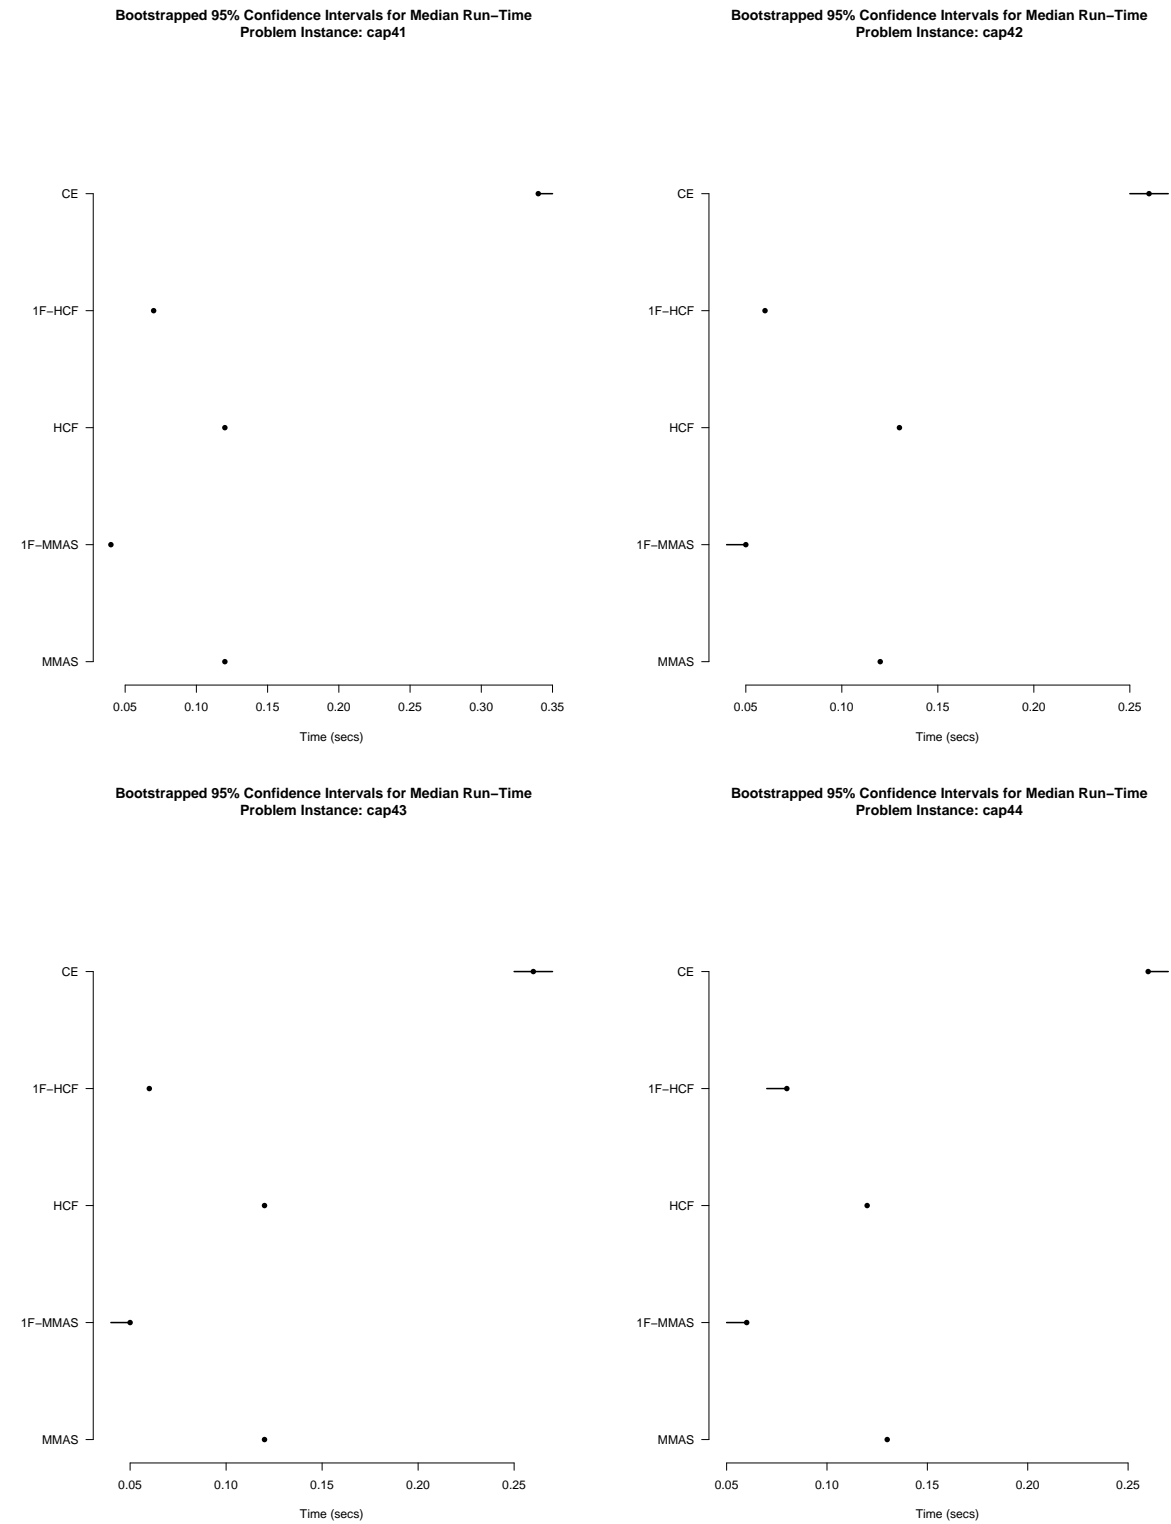 Bootstrapped 95% Confidence Intervals for Median Run−Time
Problem Instance: cap41
CE
1F−HCF
HCF
1F−MMAS
MMAS
0.05 0.10 0.15 0.20 0.25 0.30 0.35
Time (secs)
Bootstrapped 95% Confidence Intervals for Median Run−Time
Problem Instance: cap42
CE
1F−HCF
HCF
1F−MMAS
MMAS
0.05 0.10 0.15 0.20 0.25
Time (secs)
Bootstrapped 95% Confidence Intervals for Median Run−Time
Problem Instance: cap43
CE
1F−HCF
HCF
1F−MMAS
MMAS
0.05 0.10 0.15 0.20 0.25
Time (secs)
Bootstrapped 95% Confidence Intervals for Median Run−Time
Problem Instance: cap44
CE
1F−HCF
HCF
1F−MMAS
MMAS
0.05 0.10 0.15 0.20 0.25
Time (secs)